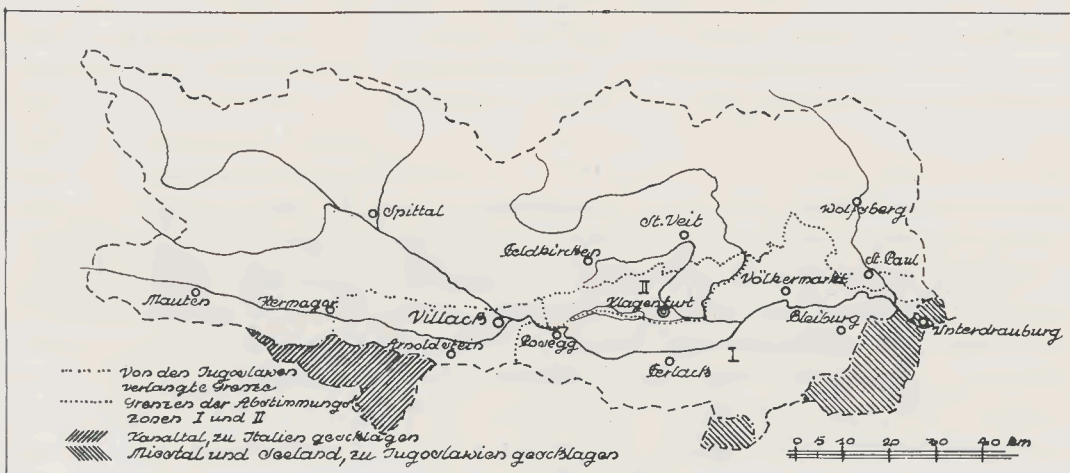 Spittal
Wolfsberg
St. Veit
Feldkirchen
St. Paul
II
Völkermarkt
Mauten
Hermagor
Klagenfurt
Villack
Bleiburg
Unterdrauburg
Rosegg
Arnoldstein
I
Ferlach
Von den Jugoslawen
verlangte Grenze
Grenzen der Abstimmungs
zonen I und II
Kanaltal, zu Italien geschlagen
Misstal und Seeland, zu Jugoslawien geschlagen
0 5 10 20 30 40 km